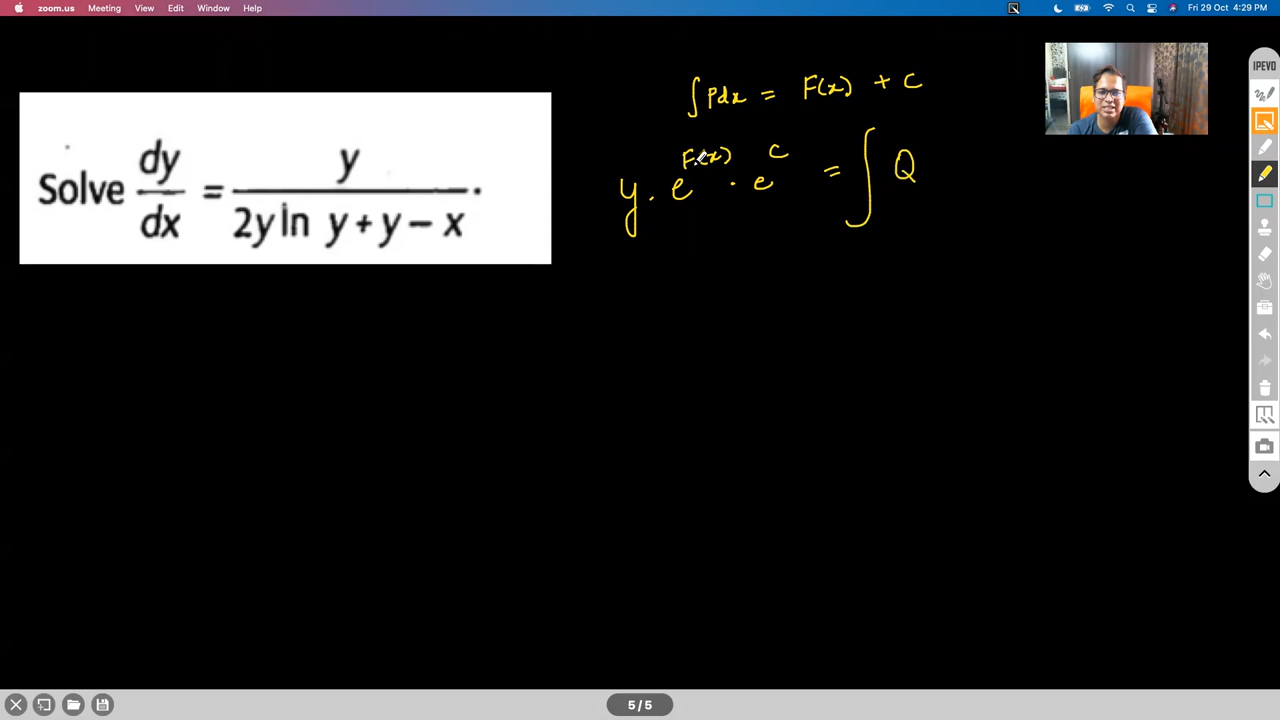 zoom.us Meeting View Edit Window Help Fri 29 Oct 4:29 PM
IPEVO
∫Pdx = F(x) + C
Solve dy/dx = y/(2y ln y + y − x).
y. e^F(x) . e^C = ∫ Q
5 / 5